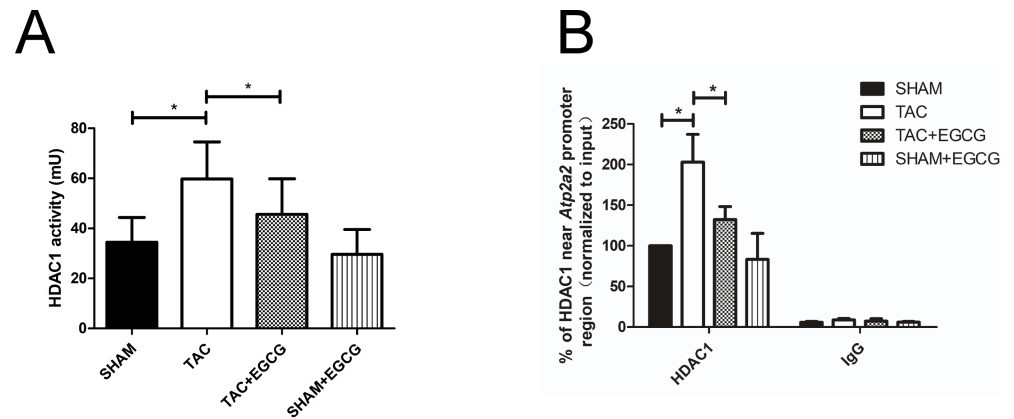 A
*
*
80
60
40
20
0
HDAC1 activity (mU)
SHAM
TAC
TAC+EGCG
SHAM+EGCG
B
SHAM
TAC
TAC+EGCG
SHAM+EGCG
*
*
250
200
150
100
50
0
% of HDAC1 near Atp2a2 promoter
region（normalized to input）
HDAC1
IgG